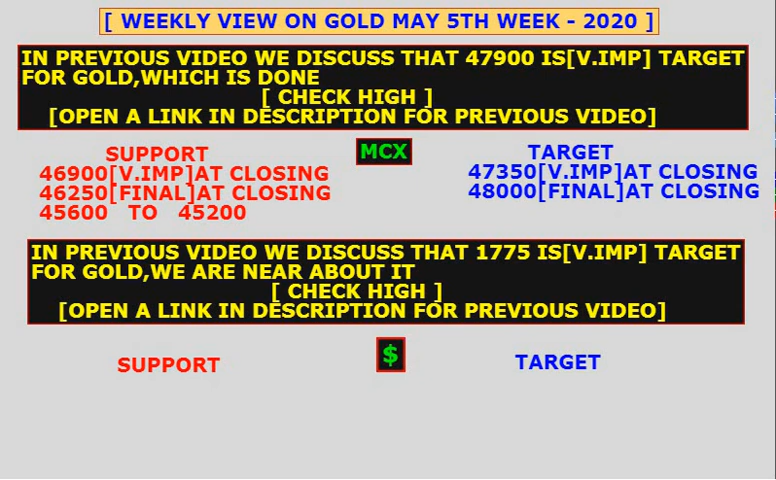 [ WEEKLY VIEW ON GOLD MAY 5TH WEEK - 2020 ]
IN PREVIOUS VIDEO WE DISCUSS THAT 47900 IS[V.IMP] TARGET
FOR GOLD,WHICH IS DONE
[ CHECK HIGH ]
[OPEN A LINK IN DESCRIPTION FOR PREVIOUS VIDEO]
SUPPORT MCX TARGET
46900[V.IMP]AT CLOSING 47350[V.IMP]AT CLOSING
46250[FINAL]AT CLOSING 48000[FINAL]AT CLOSING
45600 TO 45200
IN PREVIOUS VIDEO WE DISCUSS THAT 1775 IS[V.IMP] TARGET
FOR GOLD,WE ARE NEAR ABOUT IT
[ CHECK HIGH ]
[OPEN A LINK IN DESCRIPTION FOR PREVIOUS VIDEO]
SUPPORT $ TARGET